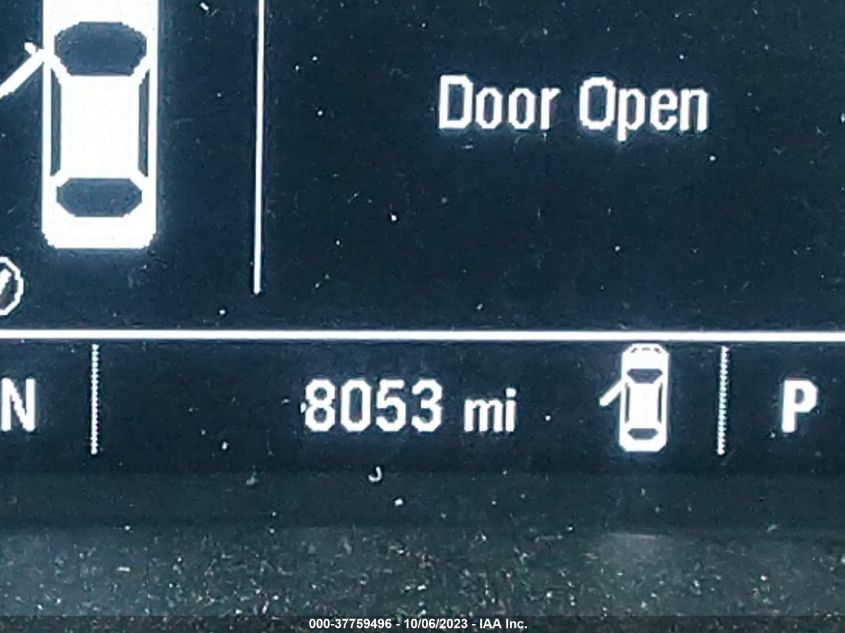 Door Open
N
8053 mi
P
000-37759496 - 10/06/2023 - IAA Inc.